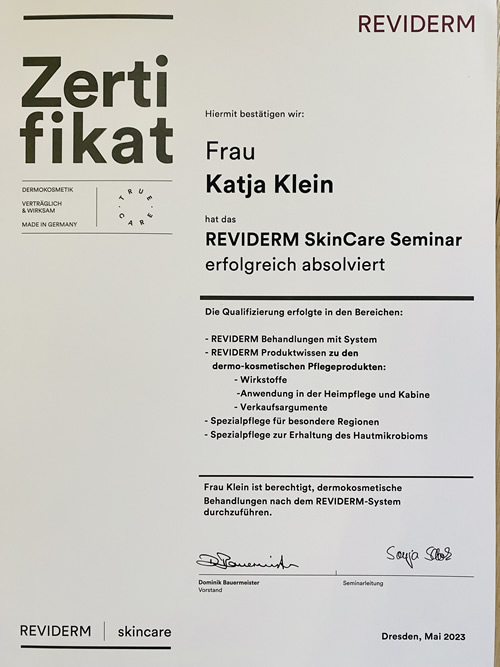 REVIDERM
Zerti
fikat
DERMOKOSMETIK
VERTRÄGLICH
& WIRKSAM
MADE IN GERMANY
TRUE
CARE
Hiermit bestätigen wir:
Frau
Katja Klein
hat das
REVIDERM SkinCare Seminar
erfolgreich absolviert
Die Qualifizierung erfolgte in den Bereichen:
- REVIDERM Behandlungen mit System
- REVIDERM Produktwissen zu den
dermo-kosmetischen Pflegeprodukten:
- Wirkstoffe
-Anwendung in der Heimpflege und Kabine
- Verkaufsargumente
- Spezialpflege für besondere Regionen
- Spezialpflege zur Erhaltung des Hautmikrobioms
Frau Klein ist berechtigt, dermokosmetische
Behandlungen nach dem REVIDERM-System
durchzuführen.
Sonja
Dominik Bauermeister
Vorstand
Seminarleitung
REVIDERM | skincare
Dresden, Mai 2023